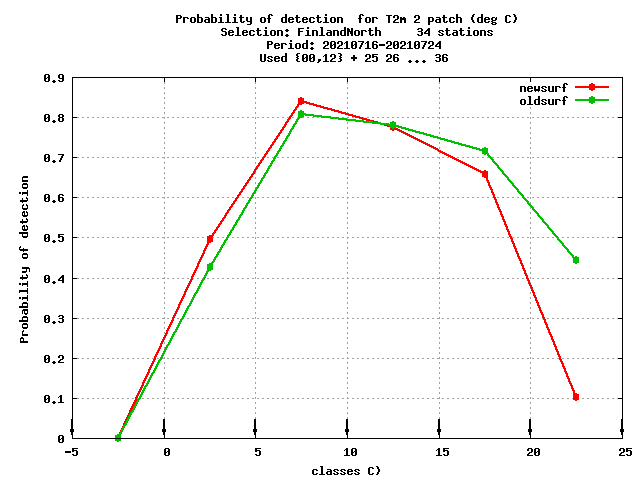 Probability of detection  for T2m 2 patch (deg C)
Selection: FinlandNorth     34 stations
Period: 20210716-20210724
Used {00,12} + 25 26 ... 36
newsurf
oldsurf
Probability of detection
0.9
0.8
0.7
0.6
0.5
0.4
0.3
0.2
0.1
0
-5 0 5 10 15 20 25
classes C)